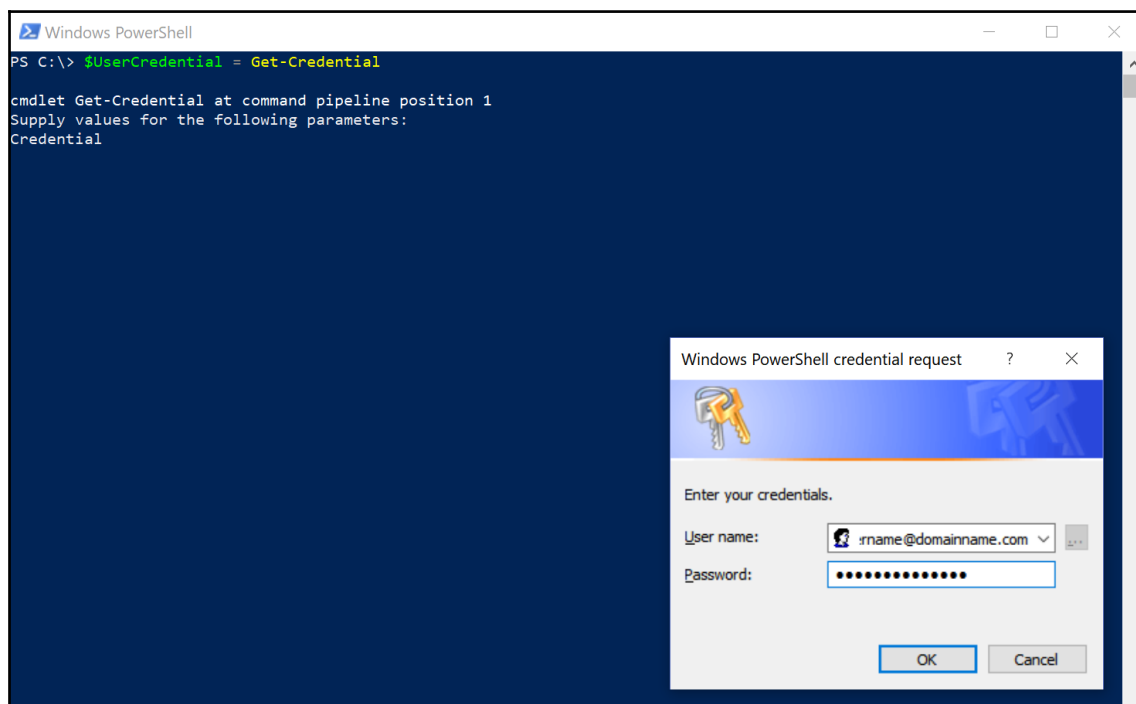 Windows PowerShell
PS C:\> $UserCredential = Get-Credential
cmdlet Get-Credential at command pipeline position 1
Supply values for the following parameters:
Credential
Windows PowerShell credential request ?
Enter your credentials.
User name: :rname@domainname.com ...
Password: ••••••••••••••
OK Cancel